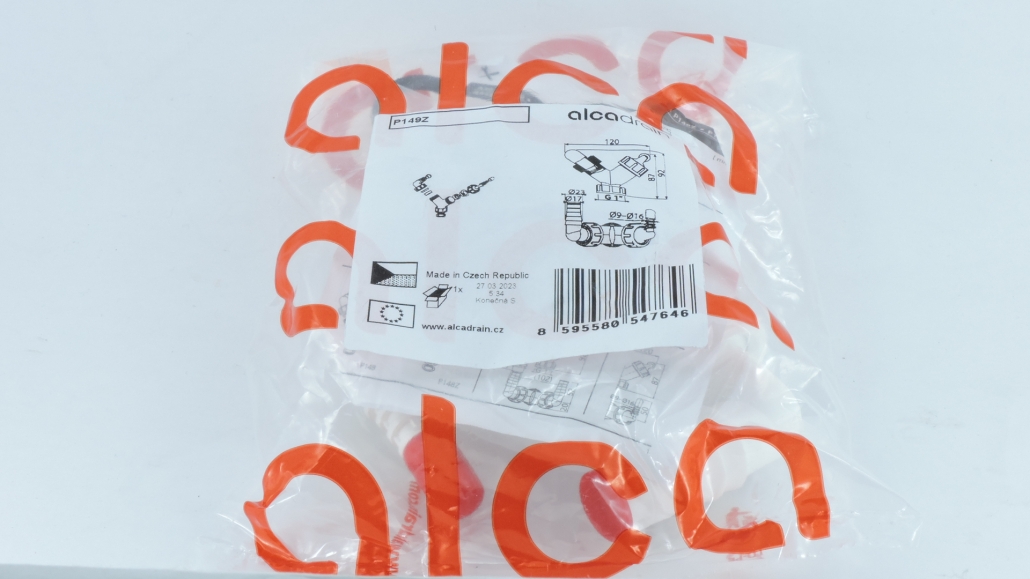 alca
P149Z
alcadrain
120
87
92
G 1"
Ø23
Ø17
Ø9-Ø16
Made in Czech Republic
1x
27.03.2023
5:34
Konečná S.
www.alcadrain.cz
8 595580 547646
alca